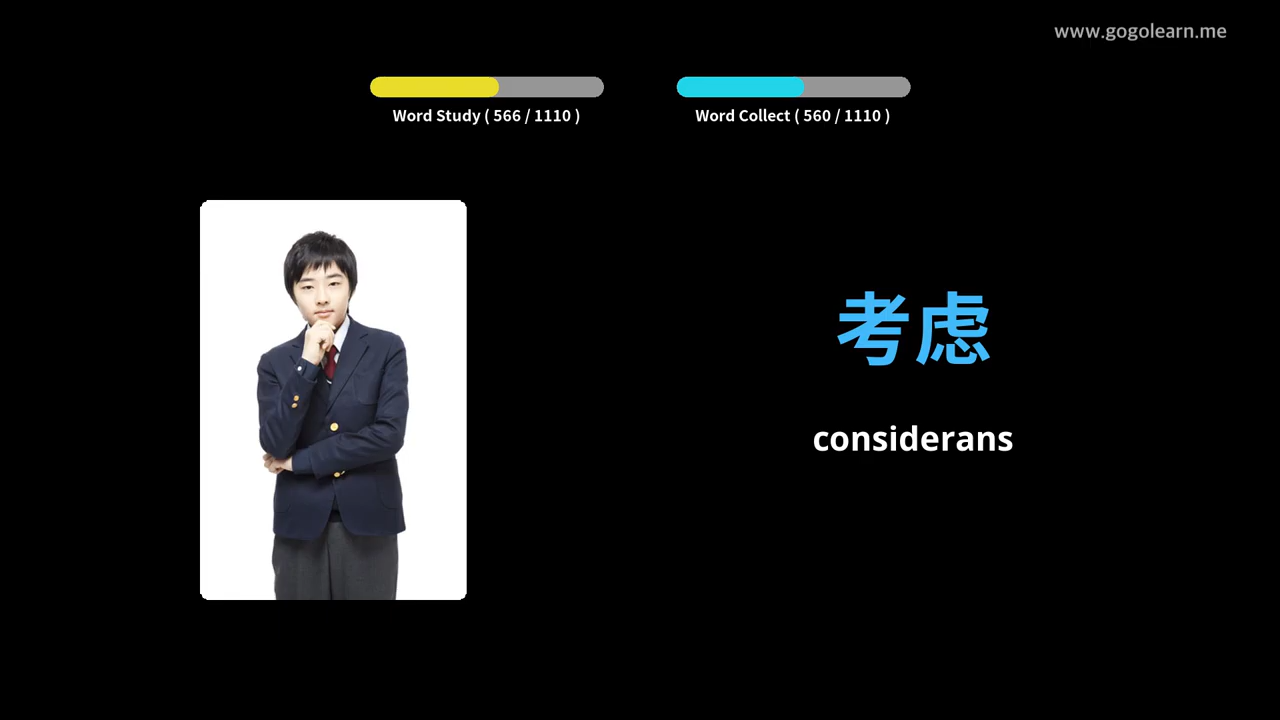 www.gogolearn.me
Word Study ( 566 / 1110 )
Word Collect ( 560 / 1110 )
考虑
considerans